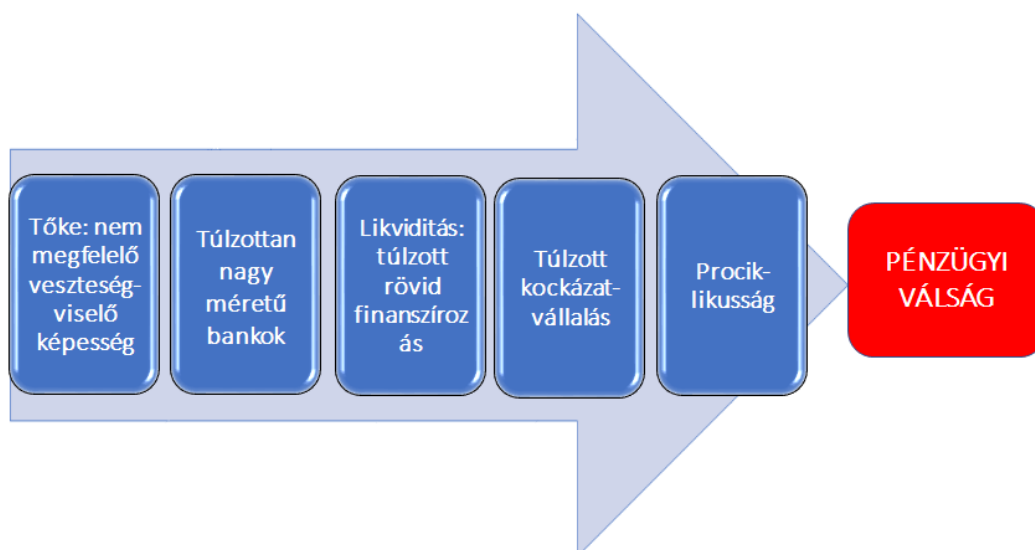 Tőke: nem
megfelelő
veszteség-
viselő
képesség
Túlzottan
nagy
méretű
bankok
Likviditás:
túlzott
rövid
finanszíroz
ás
Túlzott
kockázat-
vállalás
Procik-
likusság
PÉNZÜGYI
VÁLSÁG